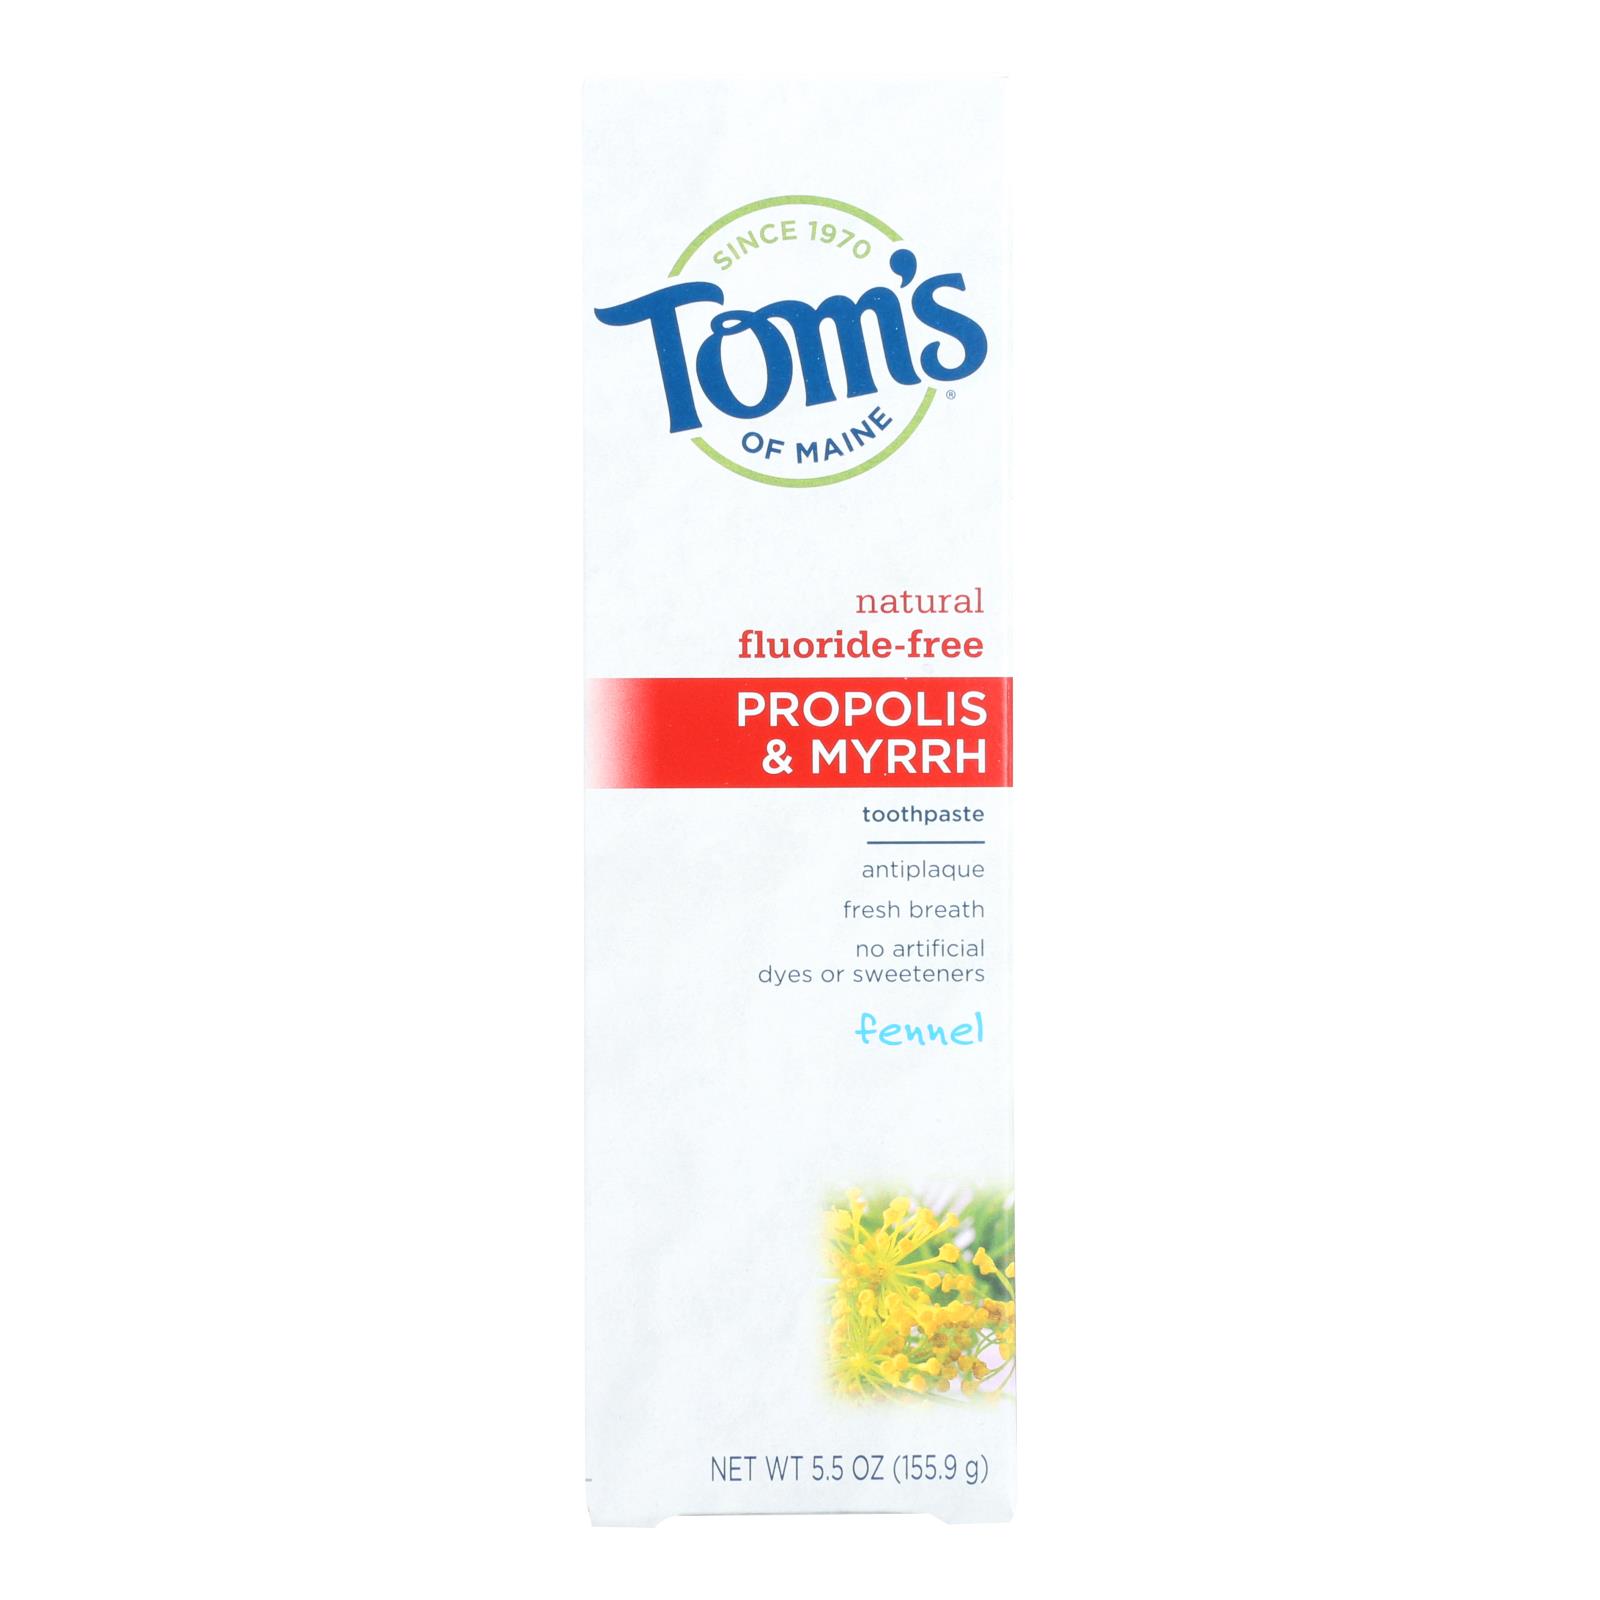 SINCE 1970
Tom's
®
OF MAINE
natural
fluoride-free
PROPOLIS
& MYRRH
toothpaste
antiplaque
fresh breath
no artificial
dyes or sweeteners
fennel
NET WT 5.5 OZ (155.9 g)